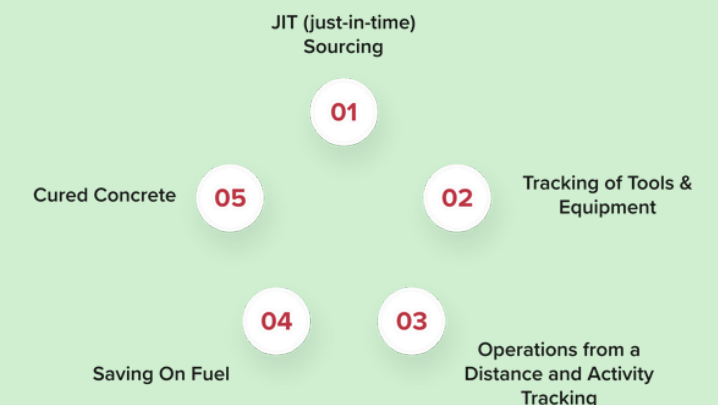 JIT (just-in-time)
Sourcing
01
Tracking of Tools &
Equipment
02
Operations from a
Distance and Activity
Tracking
03
Saving On Fuel
04
Cured Concrete
05